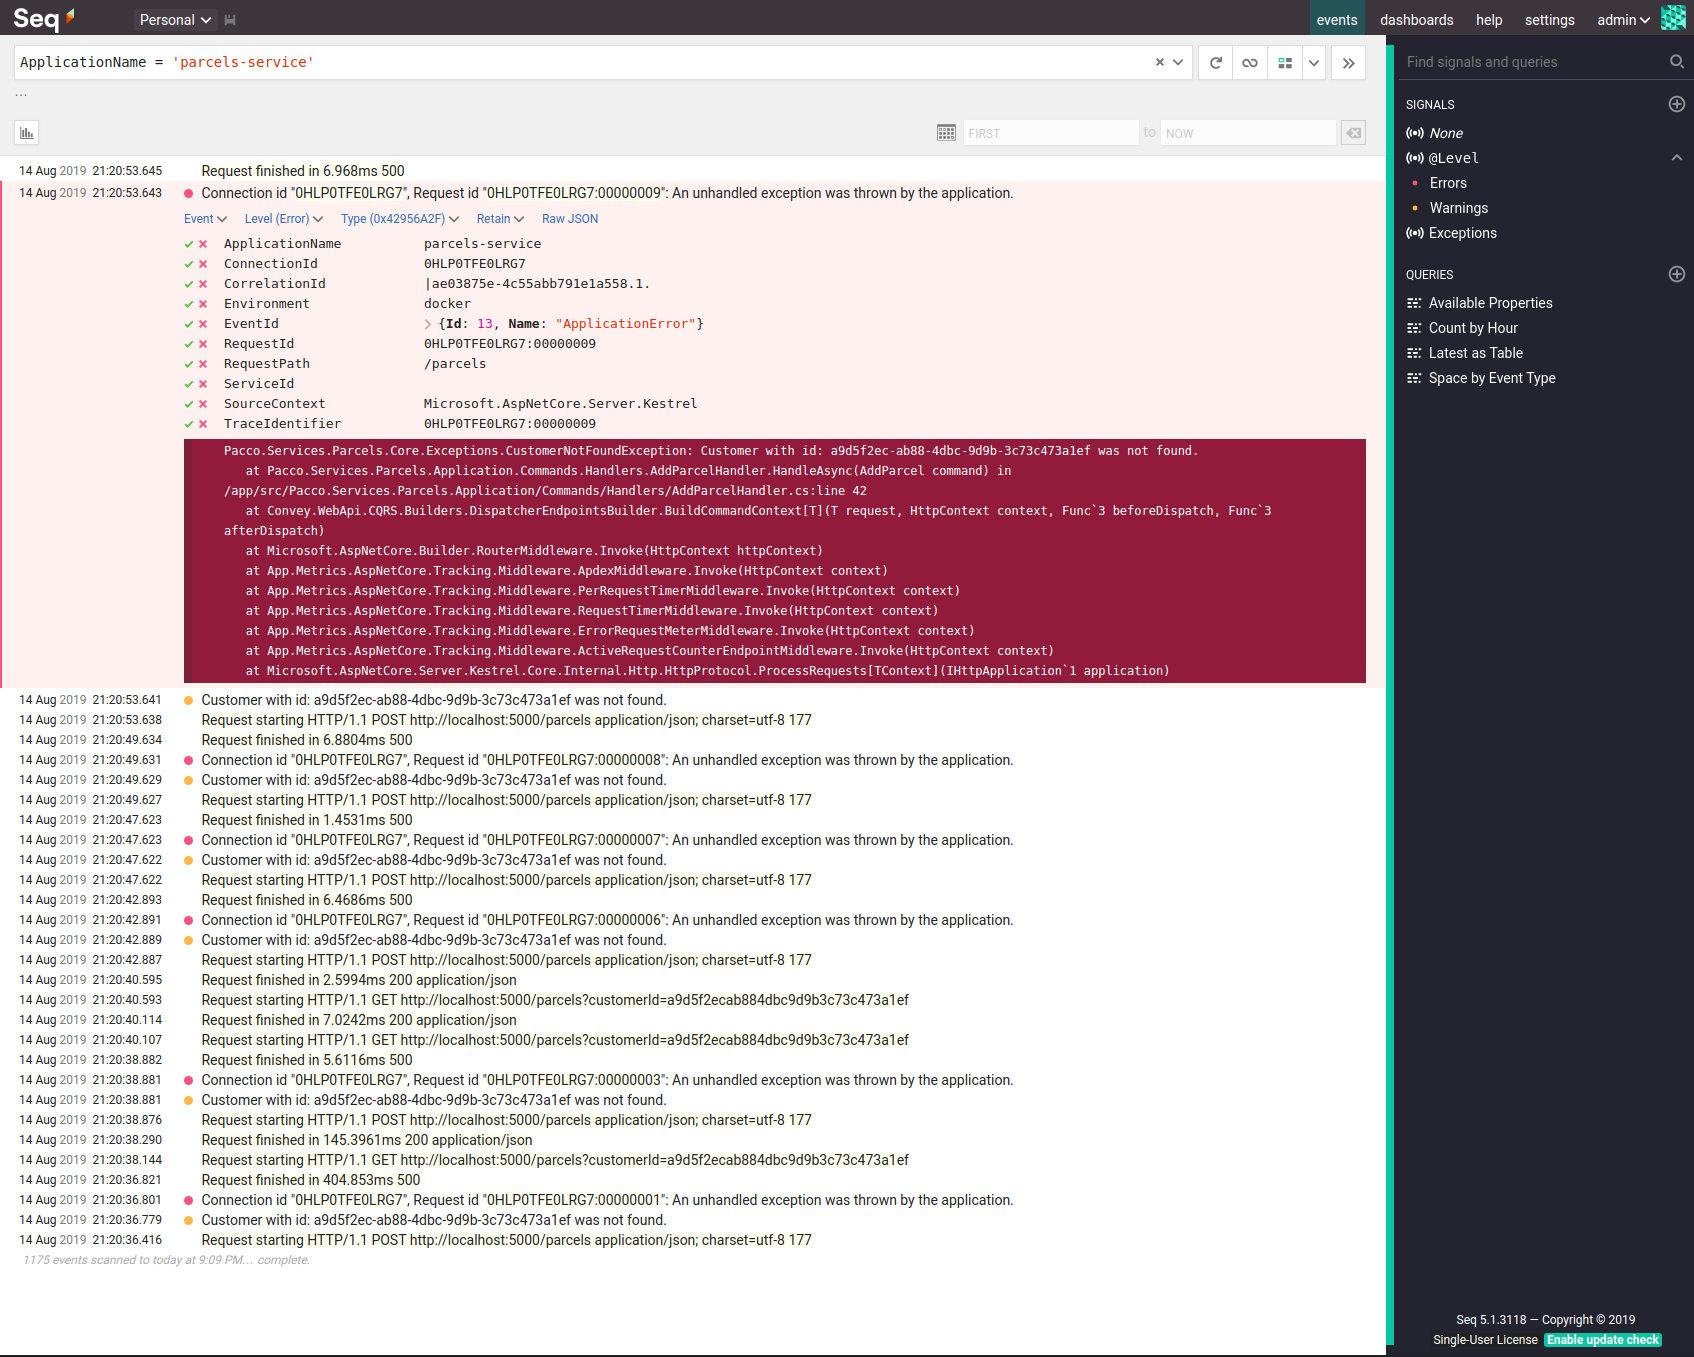 Seq Personal events dashboards help settings admin
ApplicationName = 'parcels-service'
...
FIRST to NOW
14 Aug 2019 21:20:53.645 Request finished in 6.968ms 500
14 Aug 2019 21:20:53.643 Connection id "0HLP0TFE0LRG7", Request id "0HLP0TFE0LRG7:00000009": An unhandled exception was thrown by the application.
Event Level (Error) Type (0x42956A2F) Retain Raw JSON
ApplicationName parcels-service
ConnectionId 0HLP0TFE0LRG7
CorrelationId |ae03875e-4c55abb791e1a558.1.
Environment docker
EventId {Id: 13, Name: "ApplicationError"}
RequestId 0HLP0TFE0LRG7:00000009
RequestPath /parcels
ServiceId
SourceContext Microsoft.AspNetCore.Server.Kestrel
TraceIdentifier 0HLP0TFE0LRG7:00000009
Pacco.Services.Parcels.Core.Exceptions.CustomerNotFoundException: Customer with id: a9d5f2ec-ab88-4dbc-9d9b-3c73c473a1ef was not found.
at Pacco.Services.Parcels.Application.Commands.Handlers.AddParcelHandler.HandleAsync(AddParcel command) in
/app/src/Pacco.Services.Parcels.Application/Commands/Handlers/AddParcelHandler.cs:line 42
at Convey.WebApi.CQRS.Builders.DispatcherEndpointsBuilder.BuildCommandContext[T](T request, HttpContext context, Func`3 beforeDispatch, Func`3
afterDispatch)
at Microsoft.AspNetCore.Builder.RouterMiddleware.Invoke(HttpContext httpContext)
at App.Metrics.AspNetCore.Tracking.Middleware.ApdexMiddleware.Invoke(HttpContext context)
at App.Metrics.AspNetCore.Tracking.Middleware.PerRequestTimerMiddleware.Invoke(HttpContext context)
at App.Metrics.AspNetCore.Tracking.Middleware.RequestTimerMiddleware.Invoke(HttpContext context)
at App.Metrics.AspNetCore.Tracking.Middleware.ErrorRequestMeterMiddleware.Invoke(HttpContext context)
at App.Metrics.AspNetCore.Tracking.Middleware.ActiveRequestCounterEndpointMiddleware.Invoke(HttpContext context)
at Microsoft.AspNetCore.Server.Kestrel.Core.Internal.Http.HttpProtocol.ProcessRequests[TContext](IHttpApplication`1 application)
14 Aug 2019 21:20:53.641 Customer with id: a9d5f2ec-ab88-4dbc-9d9b-3c73c473a1ef was not found.
14 Aug 2019 21:20:53.638 Request starting HTTP/1.1 POST http://localhost:5000/parcels application/json; charset=utf-8 177
14 Aug 2019 21:20:49.634 Request finished in 6.8804ms 500
14 Aug 2019 21:20:49.631 Connection id "0HLP0TFE0LRG7", Request id "0HLP0TFE0LRG7:00000008": An unhandled exception was thrown by the application.
14 Aug 2019 21:20:49.629 Customer with id: a9d5f2ec-ab88-4dbc-9d9b-3c73c473a1ef was not found.
14 Aug 2019 21:20:49.627 Request starting HTTP/1.1 POST http://localhost:5000/parcels application/json; charset=utf-8 177
14 Aug 2019 21:20:47.623 Request finished in 1.4531ms 500
14 Aug 2019 21:20:47.623 Connection id "0HLP0TFE0LRG7", Request id "0HLP0TFE0LRG7:00000007": An unhandled exception was thrown by the application.
14 Aug 2019 21:20:47.622 Customer with id: a9d5f2ec-ab88-4dbc-9d9b-3c73c473a1ef was not found.
14 Aug 2019 21:20:47.622 Request starting HTTP/1.1 POST http://localhost:5000/parcels application/json; charset=utf-8 177
14 Aug 2019 21:20:42.893 Request finished in 6.4686ms 500
14 Aug 2019 21:20:42.891 Connection id "0HLP0TFE0LRG7", Request id "0HLP0TFE0LRG7:00000006": An unhandled exception was thrown by the application.
14 Aug 2019 21:20:42.889 Customer with id: a9d5f2ec-ab88-4dbc-9d9b-3c73c473a1ef was not found.
14 Aug 2019 21:20:42.887 Request starting HTTP/1.1 POST http://localhost:5000/parcels application/json; charset=utf-8 177
14 Aug 2019 21:20:40.595 Request finished in 2.5994ms 200 application/json
14 Aug 2019 21:20:40.593 Request starting HTTP/1.1 GET http://localhost:5000/parcels?customerId=a9d5f2ecab884dbc9d9b3c73c473a1ef
14 Aug 2019 21:20:40.114 Request finished in 7.0242ms 200 application/json
14 Aug 2019 21:20:40.107 Request starting HTTP/1.1 GET http://localhost:5000/parcels?customerId=a9d5f2ecab884dbc9d9b3c73c473a1ef
14 Aug 2019 21:20:38.882 Request finished in 5.6116ms 500
14 Aug 2019 21:20:38.881 Connection id "0HLP0TFE0LRG7", Request id "0HLP0TFE0LRG7:00000003": An unhandled exception was thrown by the application.
14 Aug 2019 21:20:38.881 Customer with id: a9d5f2ec-ab88-4dbc-9d9b-3c73c473a1ef was not found.
14 Aug 2019 21:20:38.876 Request starting HTTP/1.1 POST http://localhost:5000/parcels application/json; charset=utf-8 177
14 Aug 2019 21:20:38.290 Request finished in 145.3961ms 200 application/json
14 Aug 2019 21:20:38.144 Request starting HTTP/1.1 GET http://localhost:5000/parcels?customerId=a9d5f2ecab884dbc9d9b3c73c473a1ef
14 Aug 2019 21:20:36.821 Request finished in 404.853ms 500
14 Aug 2019 21:20:36.801 Connection id "0HLP0TFE0LRG7", Request id "0HLP0TFE0LRG7:00000001": An unhandled exception was thrown by the application.
14 Aug 2019 21:20:36.779 Customer with id: a9d5f2ec-ab88-4dbc-9d9b-3c73c473a1ef was not found.
14 Aug 2019 21:20:36.416 Request starting HTTP/1.1 POST http://localhost:5000/parcels application/json; charset=utf-8 177
1175 events scanned to today at 9:09 PM... complete.
Find signals and queries
SIGNALS
None
@Level
Errors
Warnings
Exceptions
QUERIES
Available Properties
Count by Hour
Latest as Table
Space by Event Type
Seq 5.1.3118 — Copyright © 2019
Single-User License Enable update check